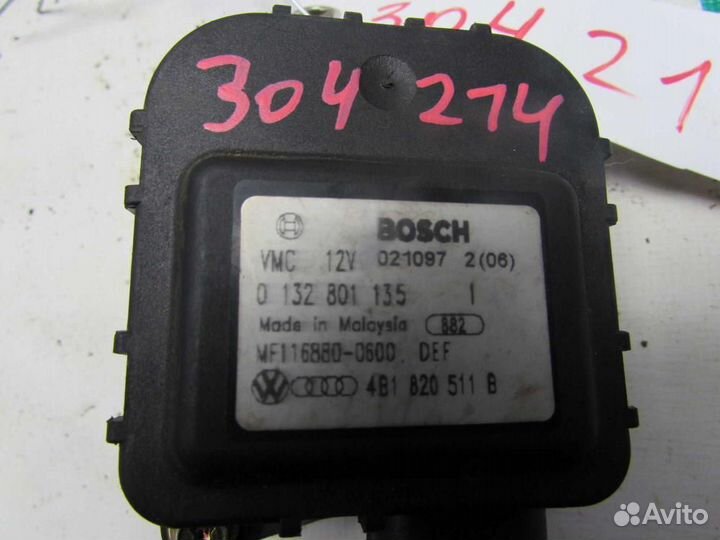 304 21
304 214
BOSCH
VMC 12V 021097 2(06)
0 132 801 135 1
Made in Malaysia 882
MF116880-0600. DEF
4B1 820 511 B
Avito